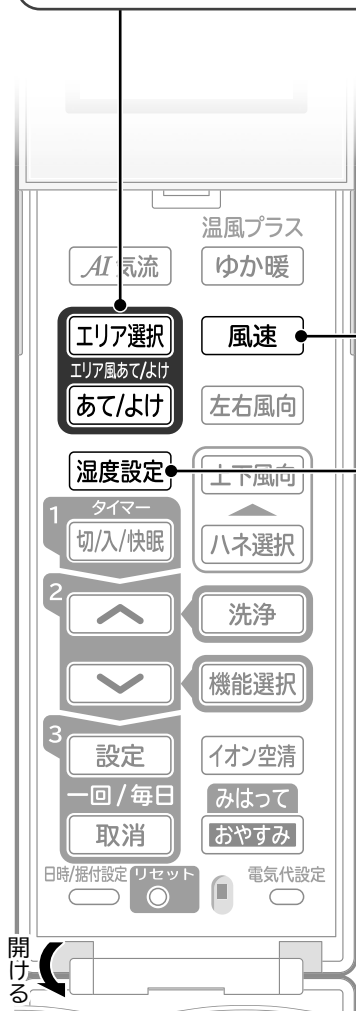 温風プラス
AI気流
ゆか暖
エリア選択
風速
エリア風あて/よけ
あて/よけ
左右風向
湿度設定
上下風向
1
タイマー
切/入/快眠
ハネ選択
2
洗浄
機能選択
3
設定
イオン空清
一回/毎日
みはって
取消
おやすみ
日時/据付設定
リセット
電気代設定
開ける